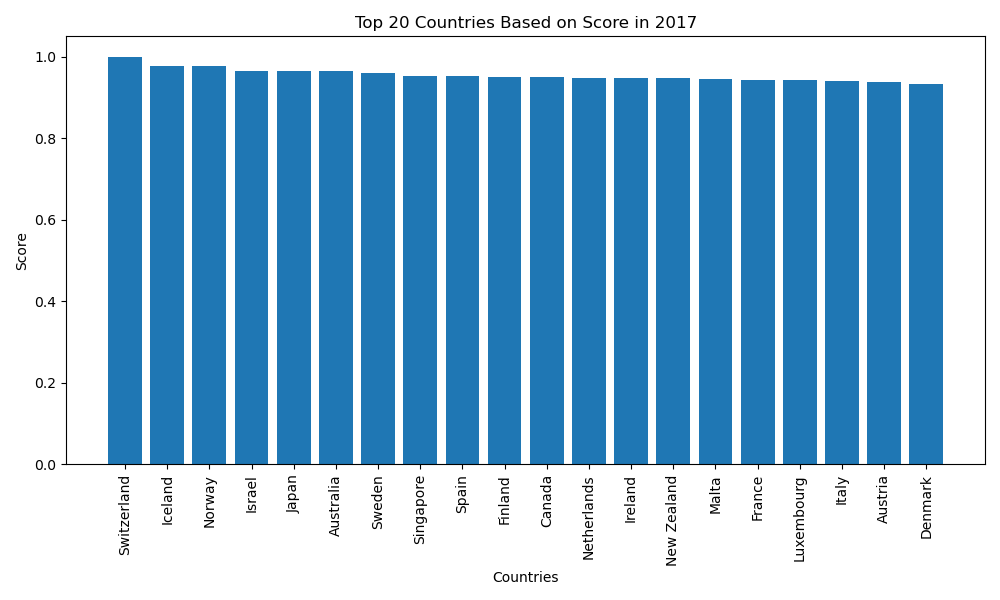 Top 20 Countries Based on Score in 2017
Score
1.0
0.8
0.6
0.4
0.2
0.0
Switzerland
Iceland
Norway
Israel
Japan
Australia
Sweden
Singapore
Spain
Finland
Canada
Netherlands
Ireland
New Zealand
Malta
France
Luxembourg
Italy
Austria
Denmark
Countries